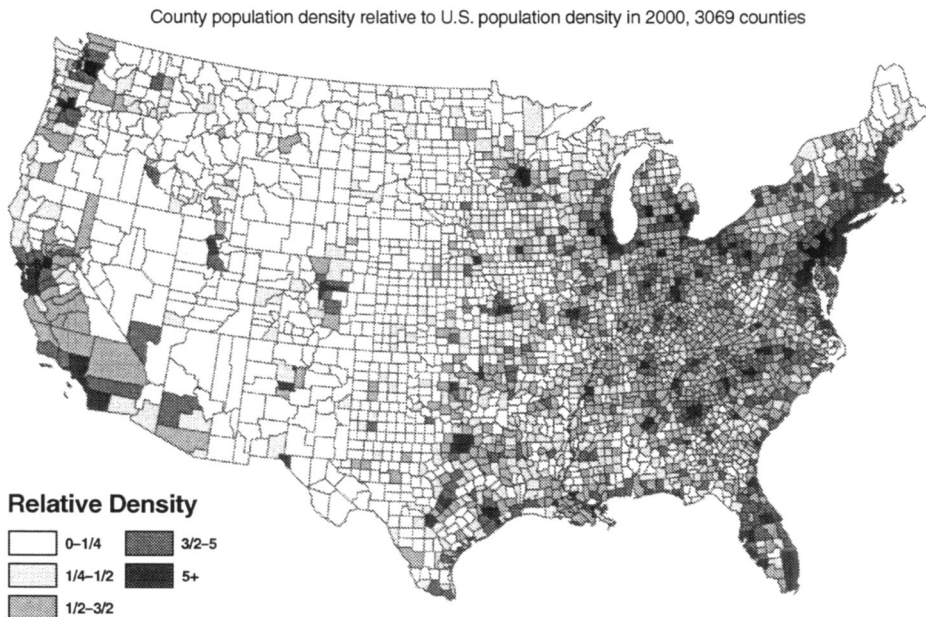 County population density relative to U.S. population density in 2000, 3069 counties
Relative Density
0–1/4
3/2–5
1/4–1/2
5+
1/2–3/2